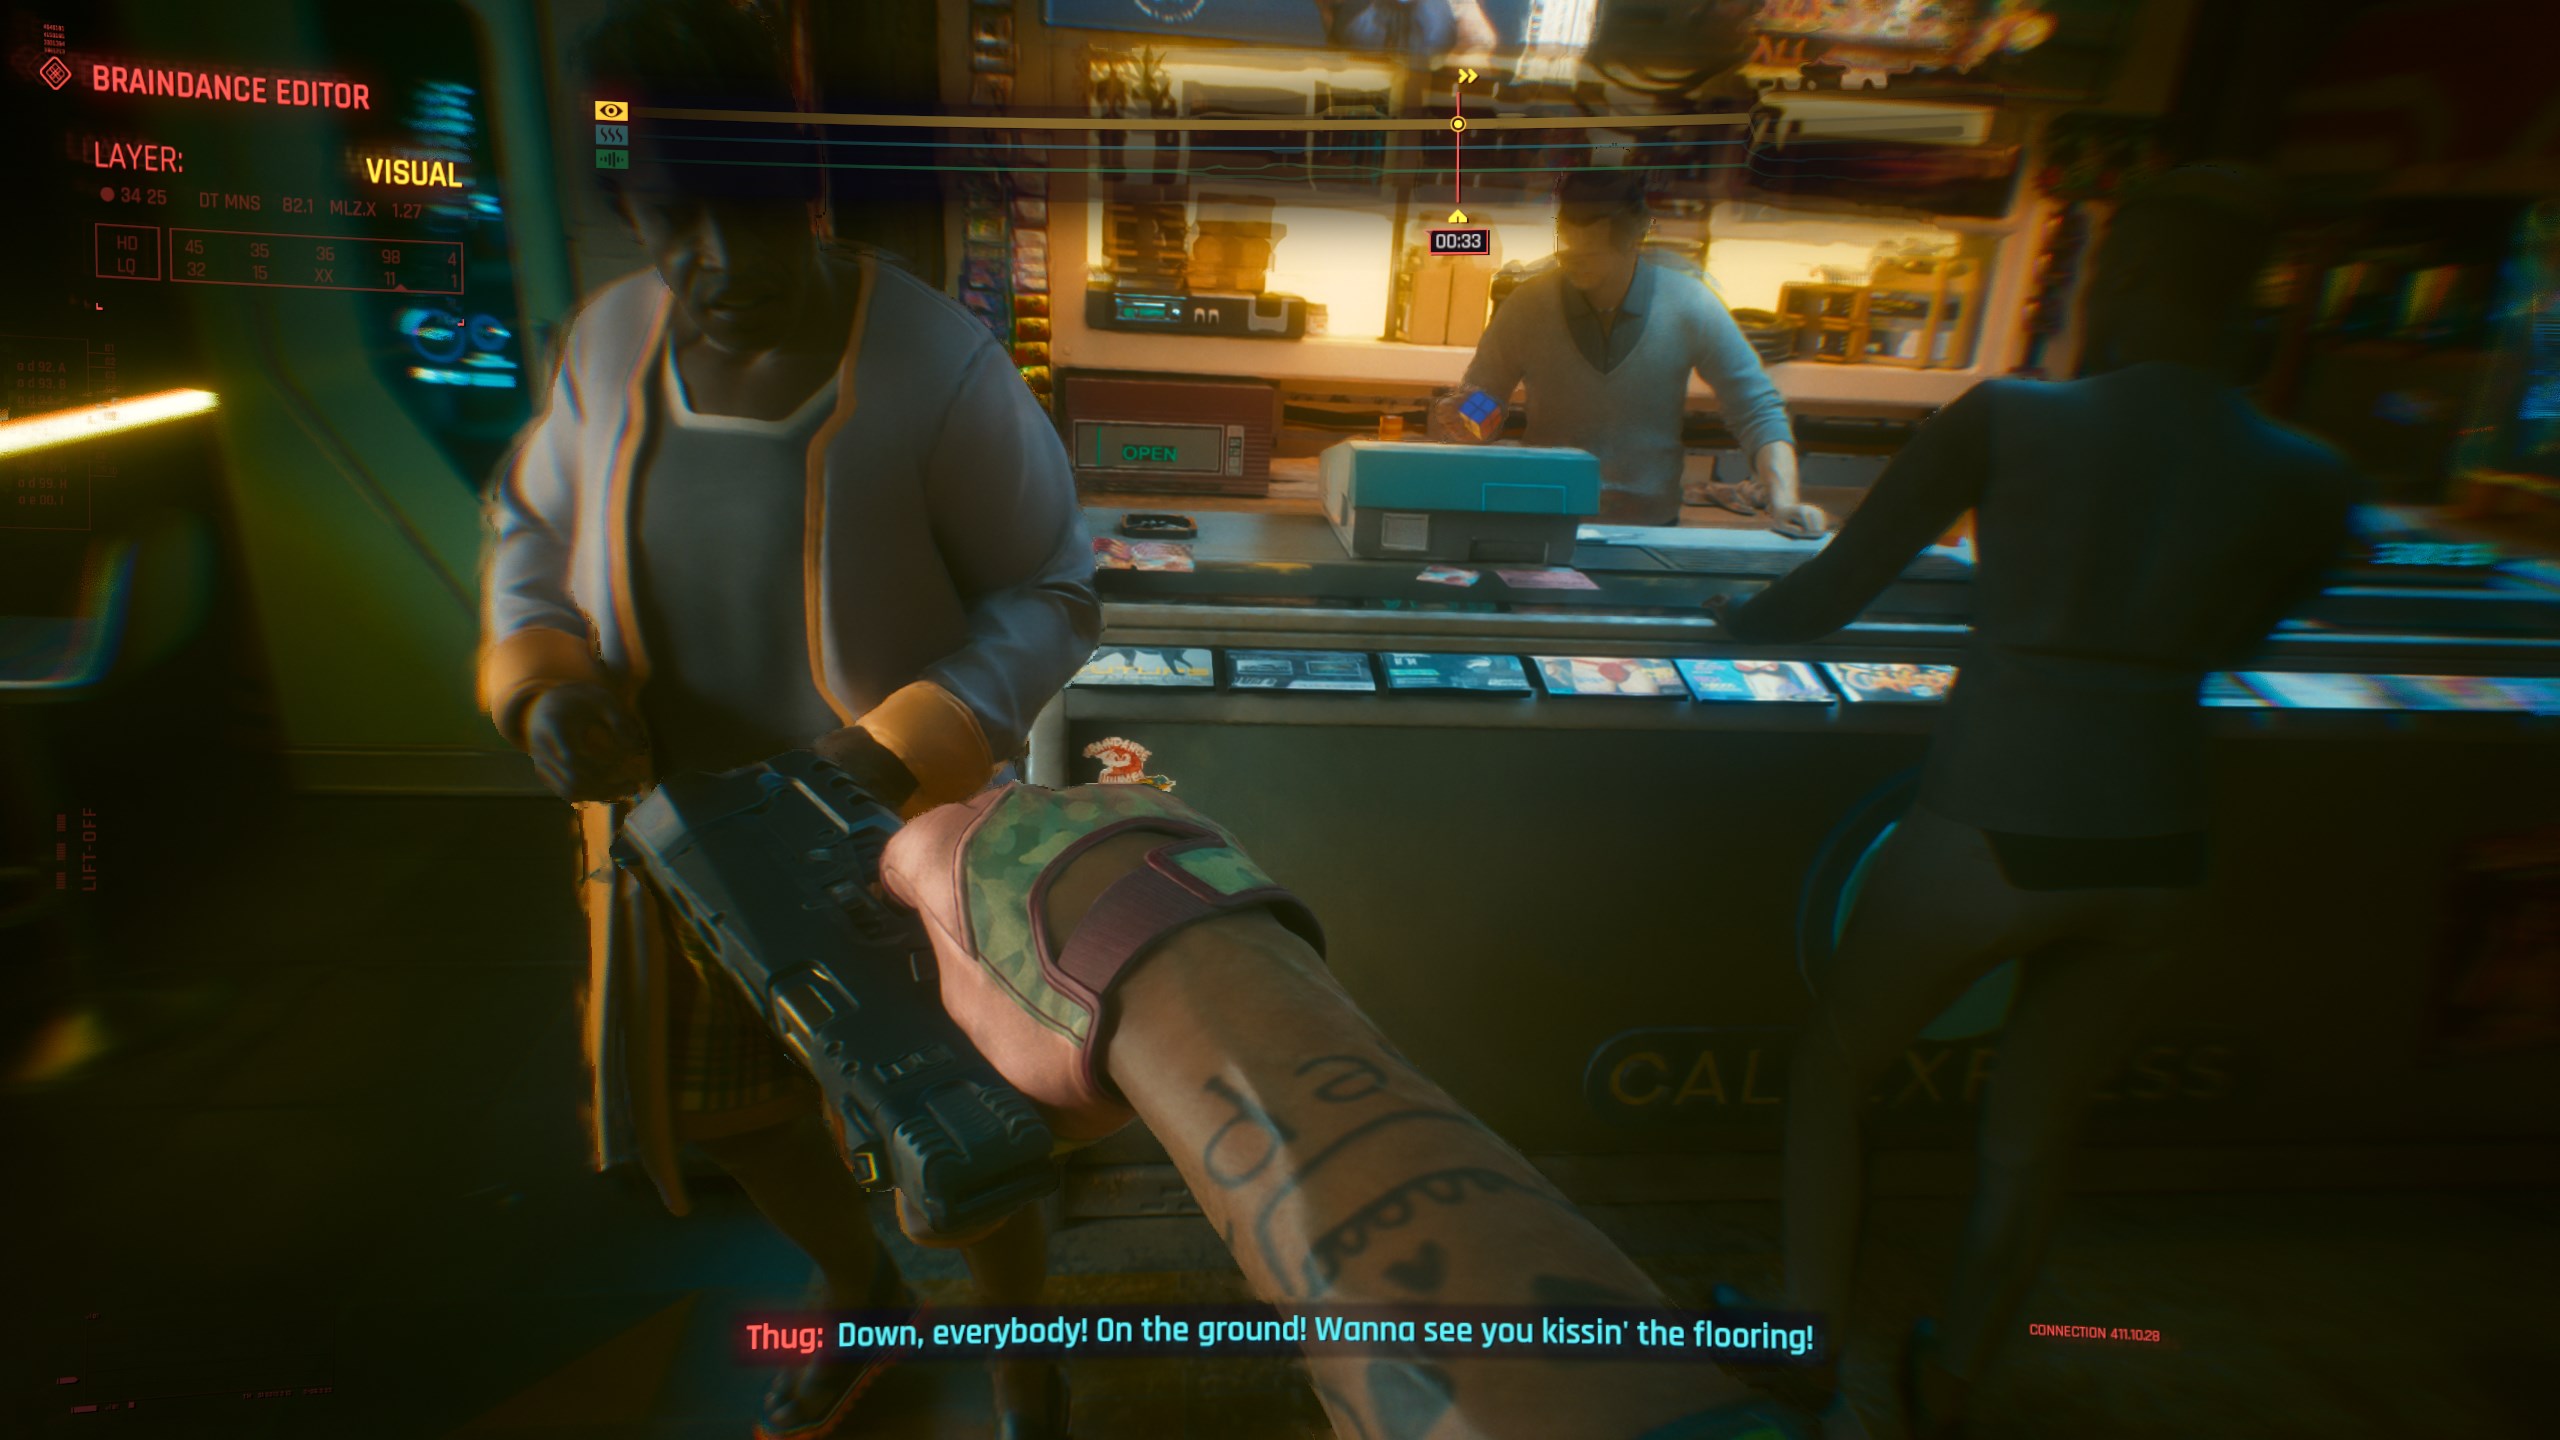 BRAINDANCE EDITOR
LAYER:
VISUAL
34 25 DT MNS 82.1 MLZ.X 1.27
HD 45 35 36 98 4
LQ 32 15 XX 11 1
00:33
OPEN
LIFT-OFF
Thug: Down, everybody! On the ground! Wanna see you kissin' the flooring!
CONNECTION 411.10.28